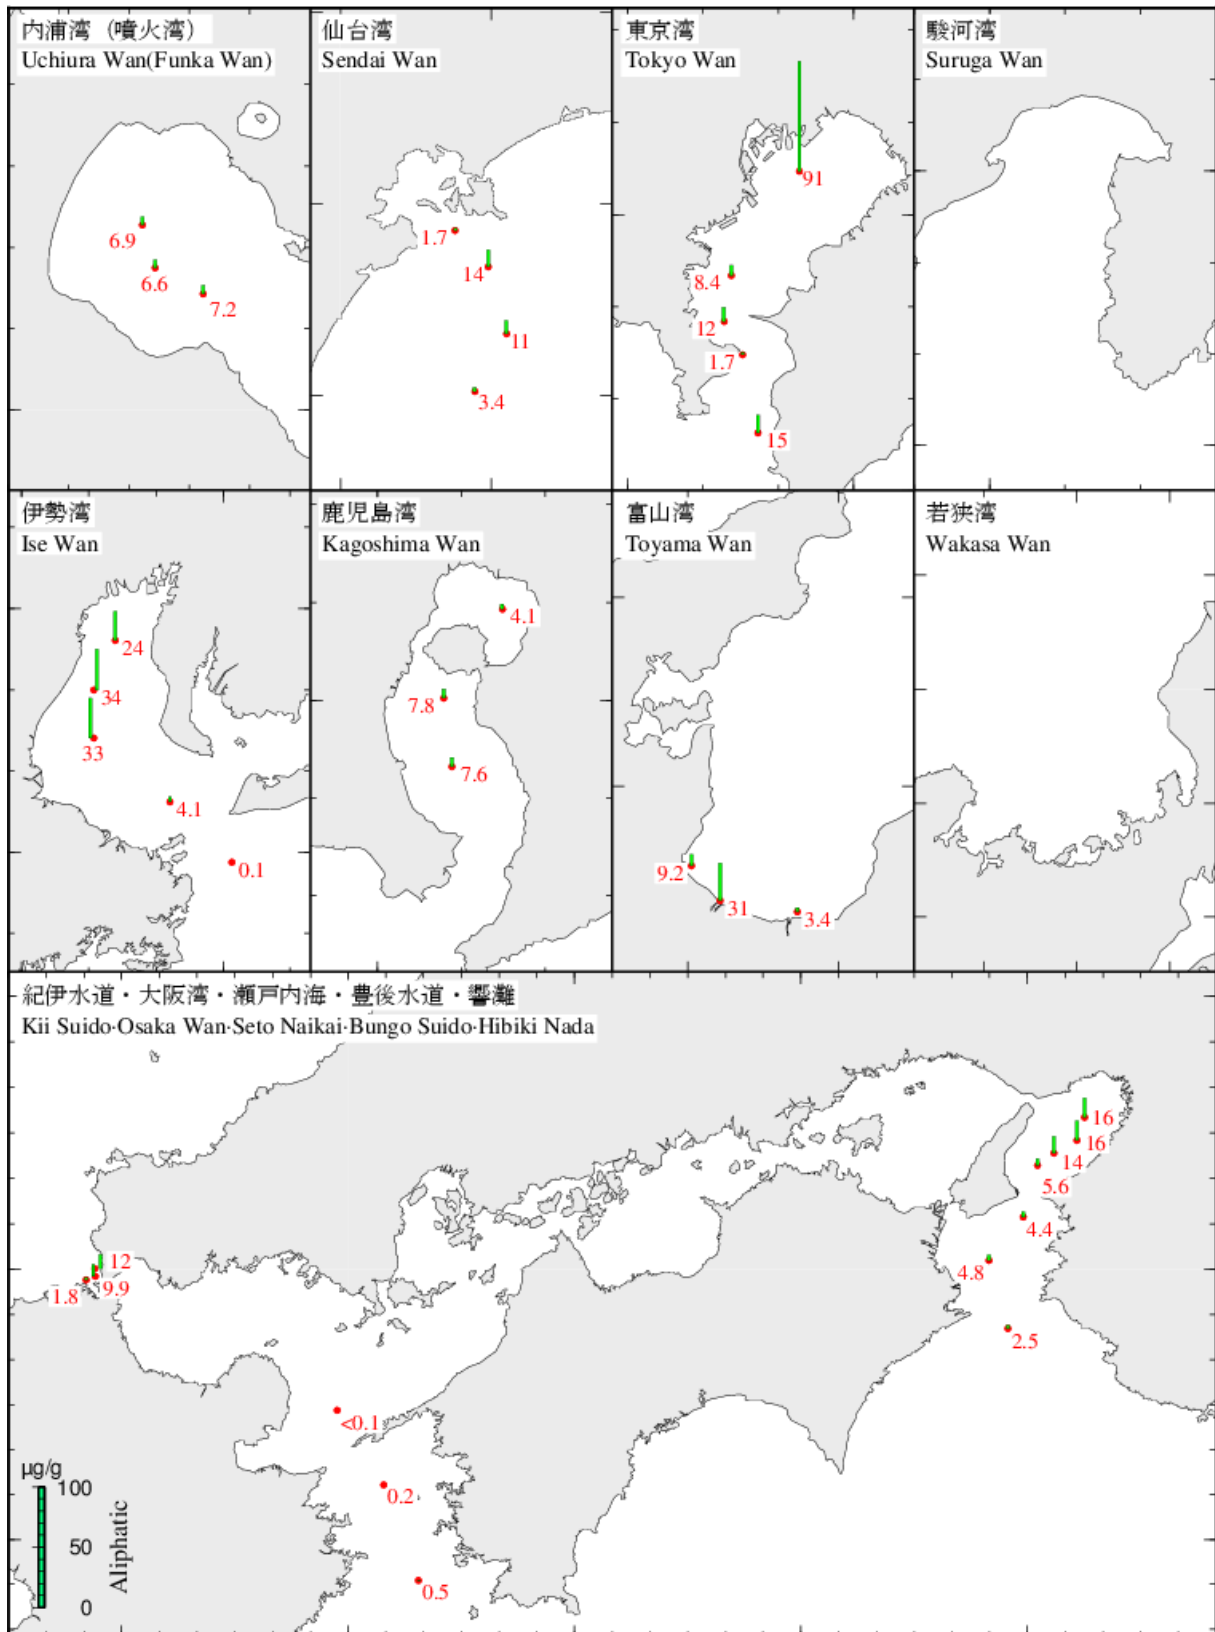 内浦湾（噴火湾）
Uchiura Wan(Funka Wan)
6.9
6.6
7.2
仙台湾
Sendai Wan
1.7
14
11
3.4
東京湾
Tokyo Wan
91
8.4
12
1.7
15
駿河湾
Suruga Wan
伊勢湾
Ise Wan
24
34
33
4.1
0.1
鹿児島湾
Kagoshima Wan
4.1
7.8
7.6
富山湾
Toyama Wan
9.2
31
3.4
若狭湾
Wakasa Wan
紀伊水道・大阪湾・瀬戸内海・豊後水道・響灘
Kii Suido·Osaka Wan·Seto Naikai·Bungo Suido·Hibiki Nada
16
16
14
5.6
4.4
12
4.8
9.9
1.8
2.5
<0.1
0.2
0.5
µg/g
100
50
0
Aliphatic